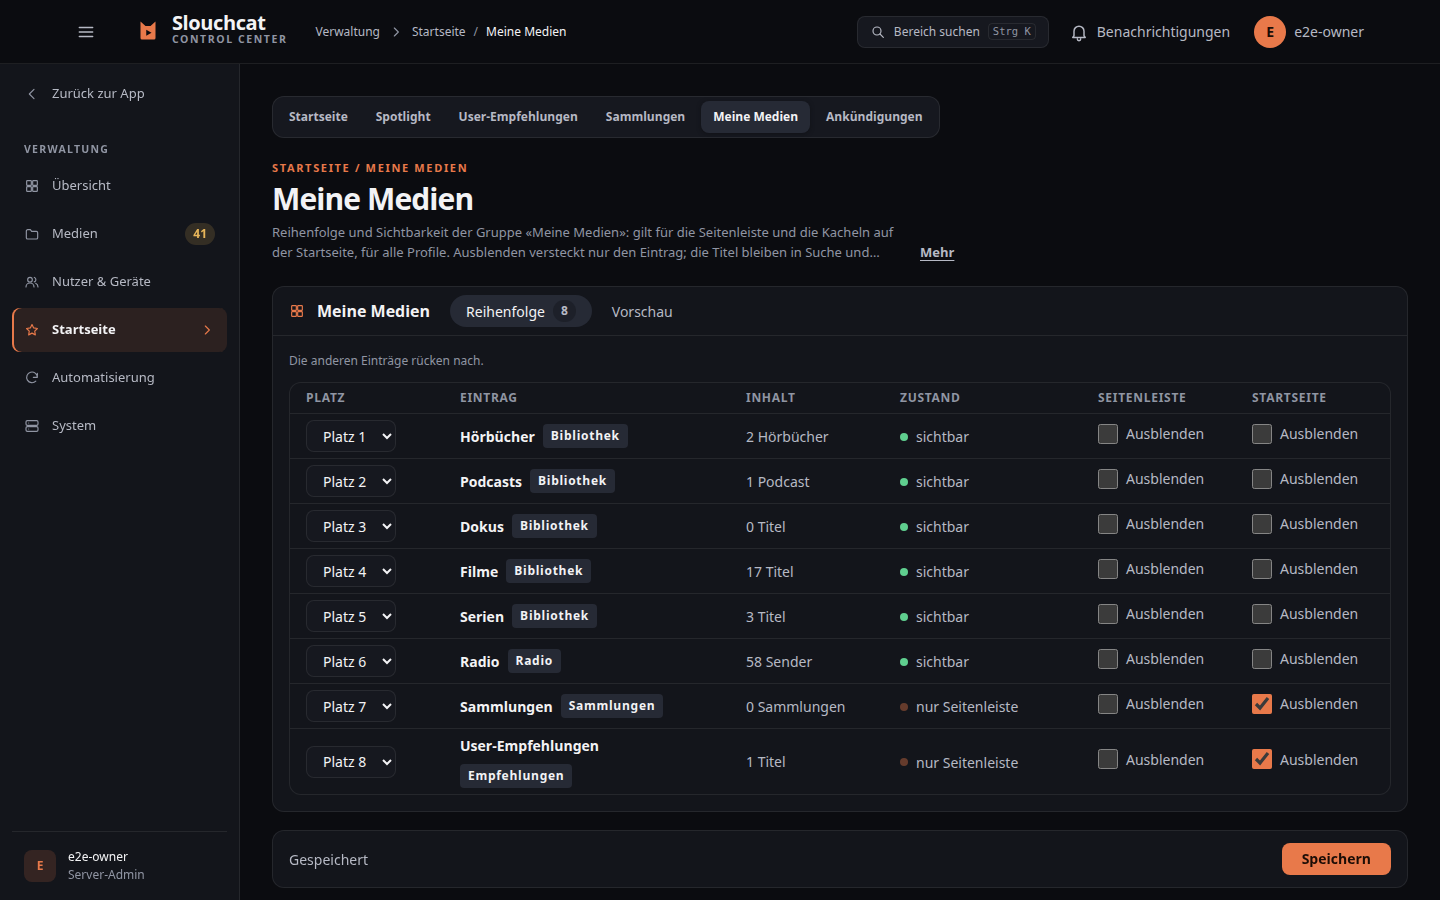 Slouchcat
CONTROL CENTER
Verwaltung > Startseite / Meine Medien
Bereich suchen Strg K
Benachrichtigungen
E e2e-owner
Zurück zur App
VERWALTUNG
Übersicht
Medien 41
Nutzer & Geräte
Startseite
Automatisierung
System
E
e2e-owner
Server-Admin
Startseite Spotlight User-Empfehlungen Sammlungen Meine Medien Ankündigungen
STARTSEITE / MEINE MEDIEN
Meine Medien
Reihenfolge und Sichtbarkeit der Gruppe «Meine Medien»: gilt für die Seitenleiste und die Kacheln auf
der Startseite, für alle Profile. Ausblenden versteckt nur den Eintrag; die Titel bleiben in Suche und... Mehr
Meine Medien Reihenfolge 8 Vorschau
Die anderen Einträge rücken nach.
PLATZ EINTRAG INHALT ZUSTAND SEITENLEISTE STARTSEITE
Platz 1 Hörbücher Bibliothek 2 Hörbücher sichtbar Ausblenden Ausblenden
Platz 2 Podcasts Bibliothek 1 Podcast sichtbar Ausblenden Ausblenden
Platz 3 Dokus Bibliothek 0 Titel sichtbar Ausblenden Ausblenden
Platz 4 Filme Bibliothek 17 Titel sichtbar Ausblenden Ausblenden
Platz 5 Serien Bibliothek 3 Titel sichtbar Ausblenden Ausblenden
Platz 6 Radio Radio 58 Sender sichtbar Ausblenden Ausblenden
Platz 7 Sammlungen Sammlungen 0 Sammlungen nur Seitenleiste Ausblenden Ausblenden
Platz 8 User-Empfehlungen Empfehlungen 1 Titel nur Seitenleiste Ausblenden Ausblenden
Gespeichert Speichern